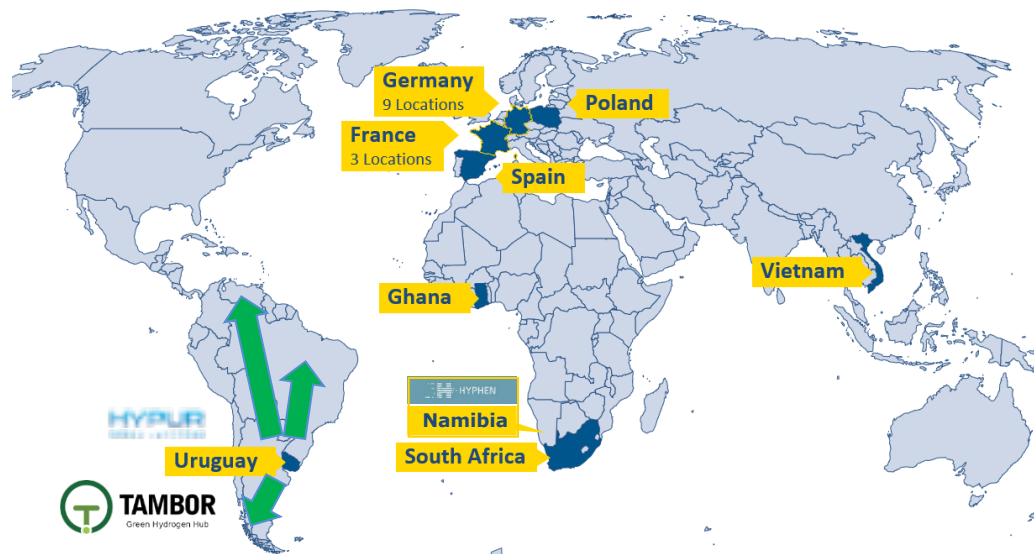 Germany
9 Locations
Poland
France
3 Locations
Spain
Vietnam
Ghana
HYPHEN
Namibia
HYPUR
South Africa
Uruguay
TAMBOR
Green Hydrogen Hub